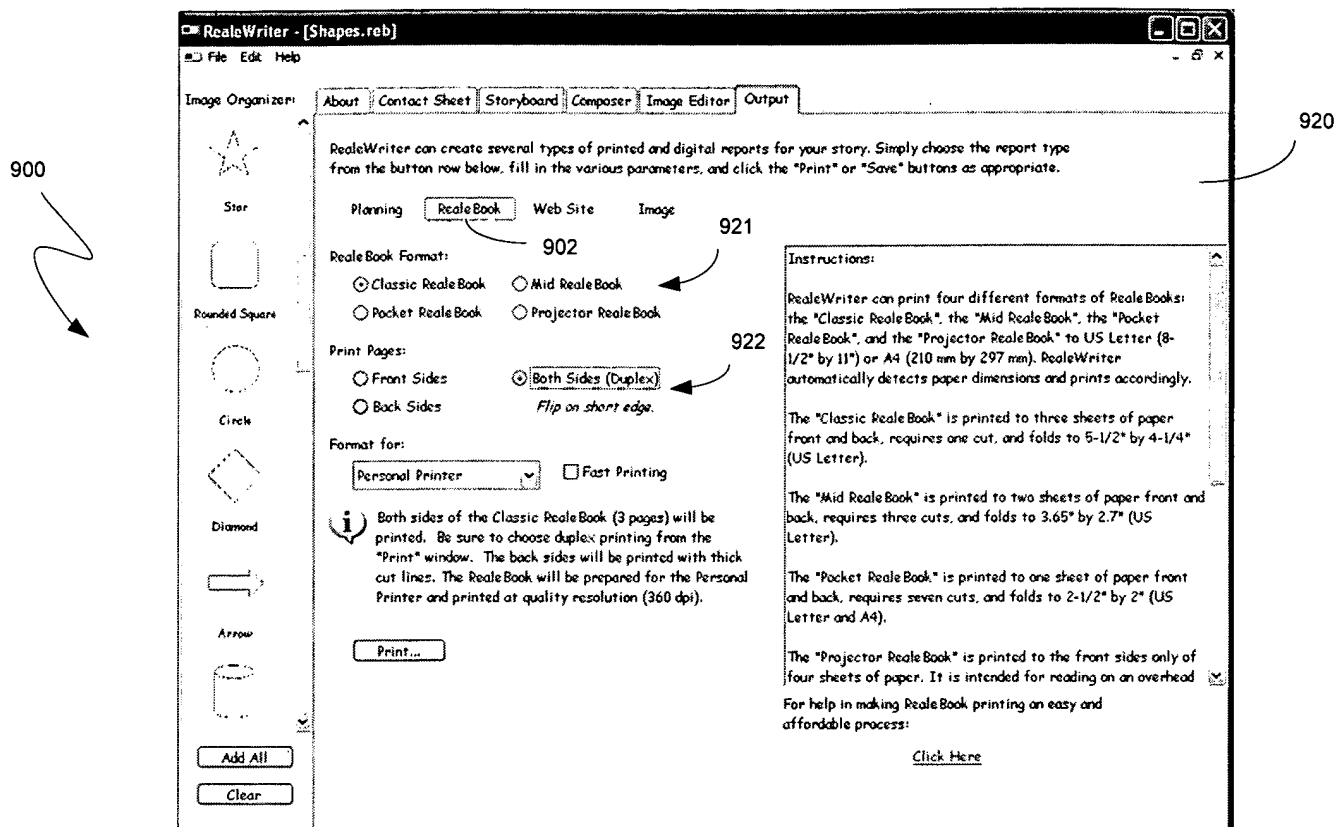 RealeWriter - [Shapes.reb]
File Edit Help
Image Organizer:
About Contact Sheet Storyboard Composer Image Editor Output
920
900
RealeWriter can create several types of printed and digital reports for your story. Simply choose the report type
from the button row below, fill in the various parameters, and click the "Print" or "Save" buttons as appropriate.
Star
Planning RealeBook Web Site Image
902
921
RealeBook Format:
Classic RealeBook Mid RealeBook
Pocket RealeBook Projector RealeBook
Rounded Square
Print Pages:
922
Front Sides Both Sides (Duplex)
Back Sides Flip on short edge.
Circle
Format for:
Personal Printer Fast Printing
Diamond
Both sides of the Classic RealeBook (3 pages) will be
printed. Be sure to choose duplex printing from the
"Print" window. The back sides will be printed with thick
cut lines. The RealeBook will be prepared for the Personal
Printer and printed at quality resolution (360 dpi).
Arrow
Print...
Add All
Clear
Instructions:
RealeWriter can print four different formats of RealeBooks:
the "Classic RealeBook", the "Mid RealeBook", the "Pocket
RealeBook", and the "Projector RealeBook" to US Letter (8-
1/2" by 11") or A4 (210 mm by 297 mm). RealeWriter
automatically detects paper dimensions and prints accordingly.
The "Classic RealeBook" is printed to three sheets of paper
front and back, requires one cut, and folds to 5-1/2" by 4-1/4"
(US Letter).
The "Mid RealeBook" is printed to two sheets of paper front and
back, requires three cuts, and folds to 3.65" by 2.7" (US
Letter).
The "Pocket RealeBook" is printed to one sheet of paper front
and back, requires seven cuts, and folds to 2-1/2" by 2" (US
Letter and A4).
The "Projector RealeBook" is printed to the front sides only of
four sheets of paper. It is intended for reading on an overhead
For help in making RealeBook printing an easy and
affordable process:
Click Here